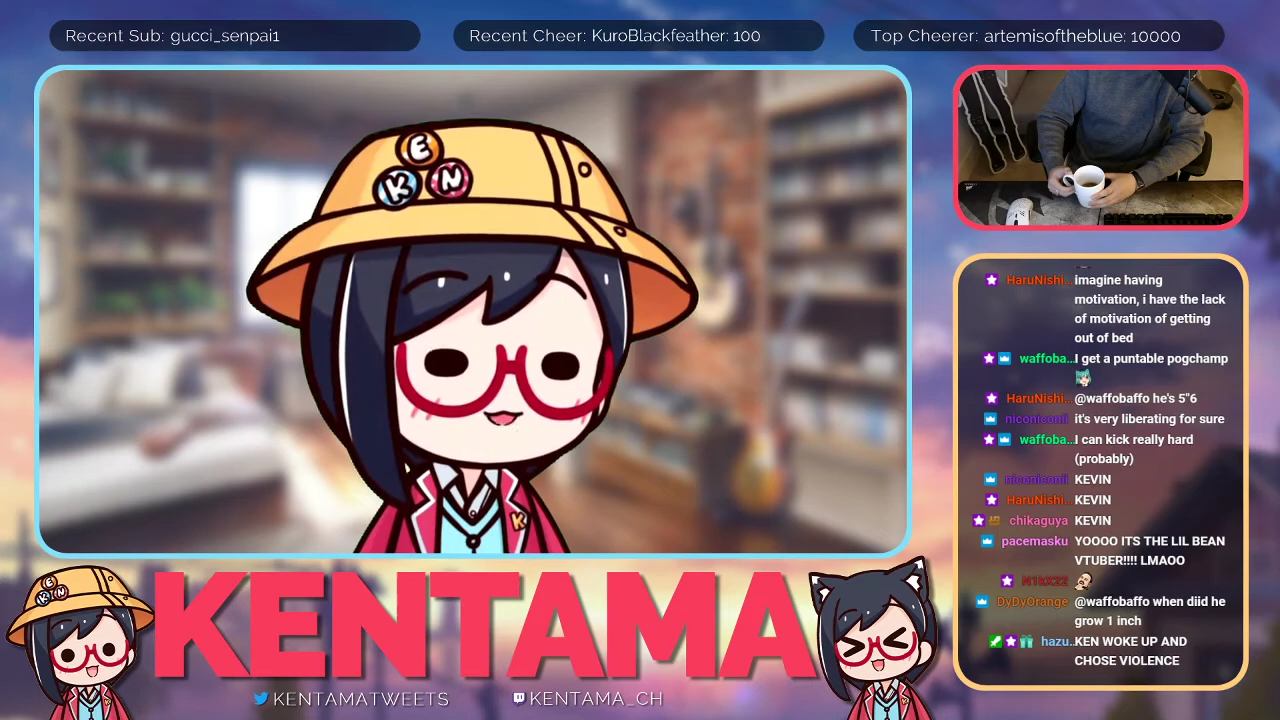 Recent Sub: gucci_senpai1
Recent Cheer: KuroBlackfeather: 100
Top Cheerer: artemisoftheblue: 10000
E
K N
K
HaruNishi... imagine having
motivation, i have the lack
of motivation of getting
out of bed
waffoba... I get a puntable pogchamp
HaruNishi... @waffobaffo he's 5"6
niconiconii it's very liberating for sure
waffoba... I can kick really hard
(probably)
niconiconii KEVIN
HaruNishi... KEVIN
chikaguya KEVIN
pacemasku YOOOO ITS THE LIL BEAN
VTUBER!!!! LMAOO
N1kX22
DyDyOrange @waffobaffo when diid he
grow 1 inch
hazu... KEN WOKE UP AND
CHOSE VIOLENCE
E
K N
KENTAMA
KENTAMATWEETS
KENTAMA_CH